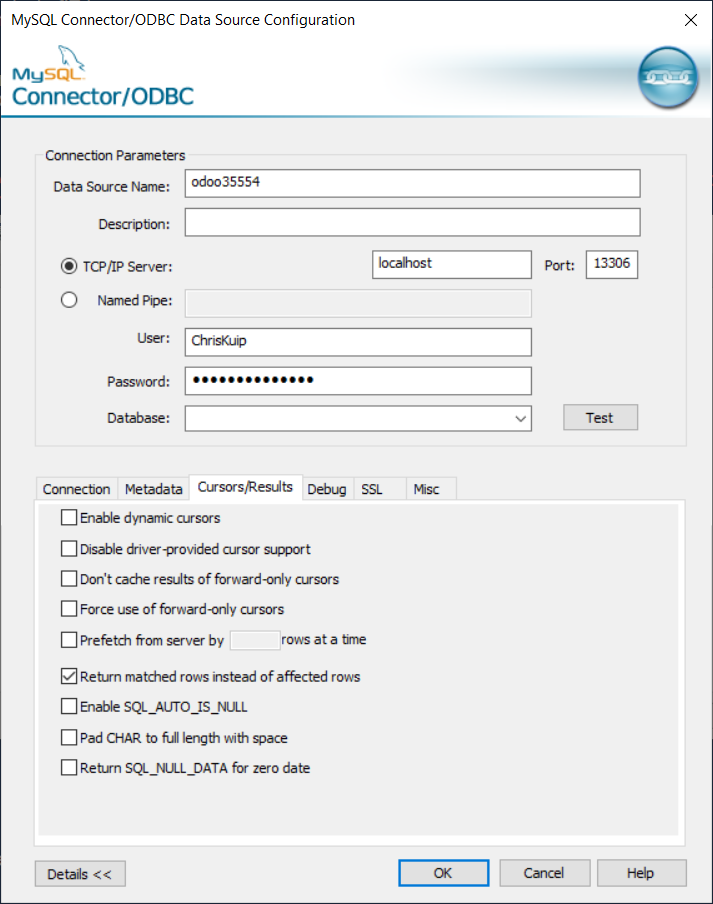 MySQL Connector/ODBC Data Source Configuration
MySQL
Connector/ODBC
Connection Parameters
Data Source Name: odoo35554
Description:
TCP/IP Server: localhost Port: 13306
Named Pipe:
User: ChrisKuip
Password: ●●●●●●●●●●●●●●
Database: Test
Connection Metadata Cursors/Results Debug SSL Misc
Enable dynamic cursors
Disable driver-provided cursor support
Don't cache results of forward-only cursors
Force use of forward-only cursors
Prefetch from server by rows at a time
Return matched rows instead of affected rows
Enable SQL_AUTO_IS_NULL
Pad CHAR to full length with space
Return SQL_NULL_DATA for zero date
Details << OK Cancel Help